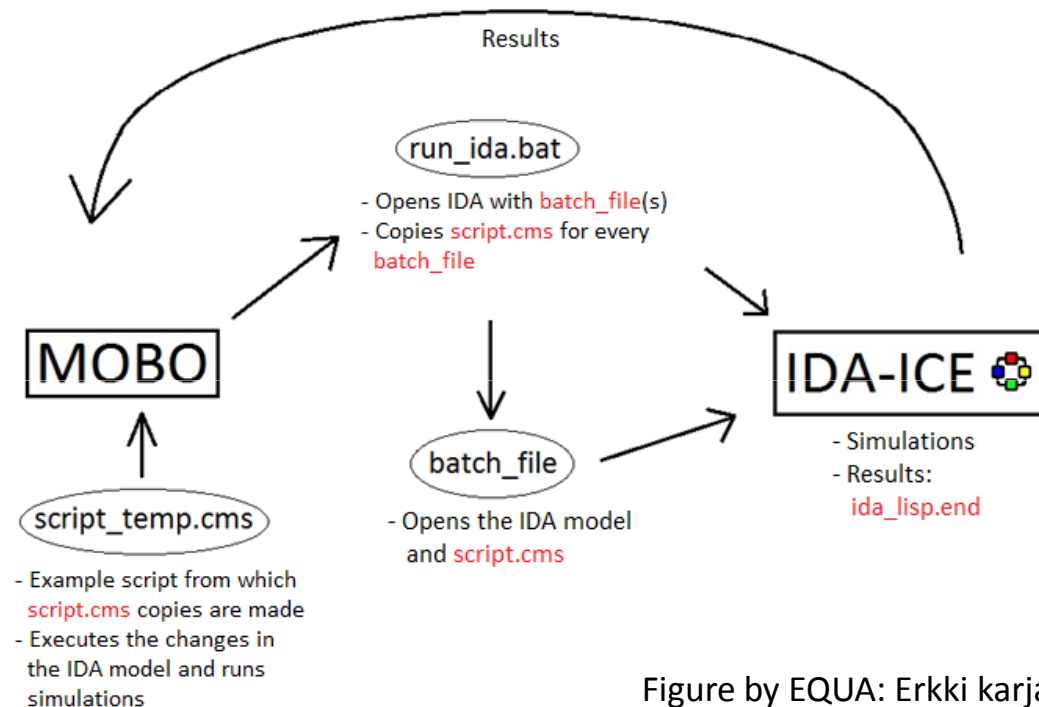 Results
run_ida.bat
- Opens IDA with batch_file(s)
- Copies script.cms for every
batch_file
MOBO
IDA-ICE
batch_file
- Opens the IDA model
and script.cms
- Simulations
- Results:
ida_lisp.end
script_temp.cms
- Example script from which
script.cms copies are made
- Executes the changes in
the IDA model and runs
simulations
Figure by EQUA: Erkki karja